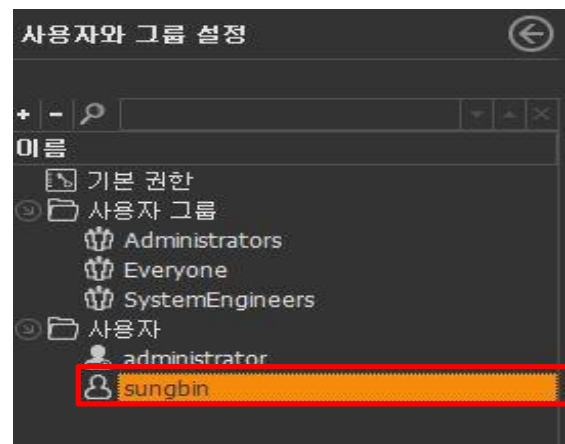 사용자와 그룹 설정
+ - 
이름
기본 권한
사용자 그룹
Administrators
Everyone
SystemEngineers
사용자
administrator
sungbin